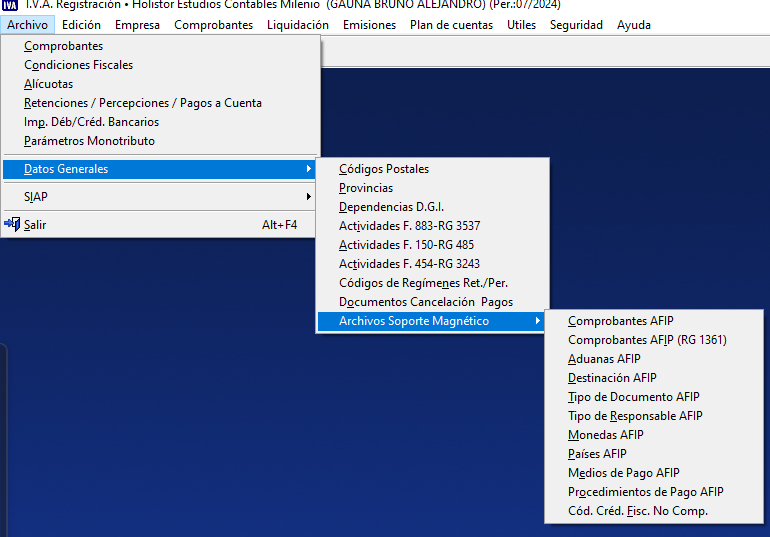 IVA I.V.A. Registración • Holistor Estudios Contables Milenio (GAUNA BRUNO ALEJANDRO) (Per.:07/2024)
Archivo Edición Empresa Comprobantes Liquidación Emisiones Plan de cuentas Utiles Seguridad Ayuda
Comprobantes
Condiciones Fiscales
Alícuotas
Retenciones / Percepciones / Pagos a Cuenta
Imp. Déb/Créd. Bancarios
Parámetros Monotributo
Datos Generales
SIAP
Salir Alt+F4
Códigos Postales
Provincias
Dependencias D.G.I.
Actividades F. 883-RG 3537
Actividades F. 150-RG 485
Actividades F. 454-RG 3243
Códigos de Regímenes Ret./Per.
Documentos Cancelación Pagos
Archivos Soporte Magnético
Comprobantes AFIP
Comprobantes AFIP (RG 1361)
Aduanas AFIP
Destinación AFIP
Tipo de Documento AFIP
Tipo de Responsable AFIP
Monedas AFIP
Países AFIP
Medios de Pago AFIP
Procedimientos de Pago AFIP
Cód. Créd. Fisc. No Comp.